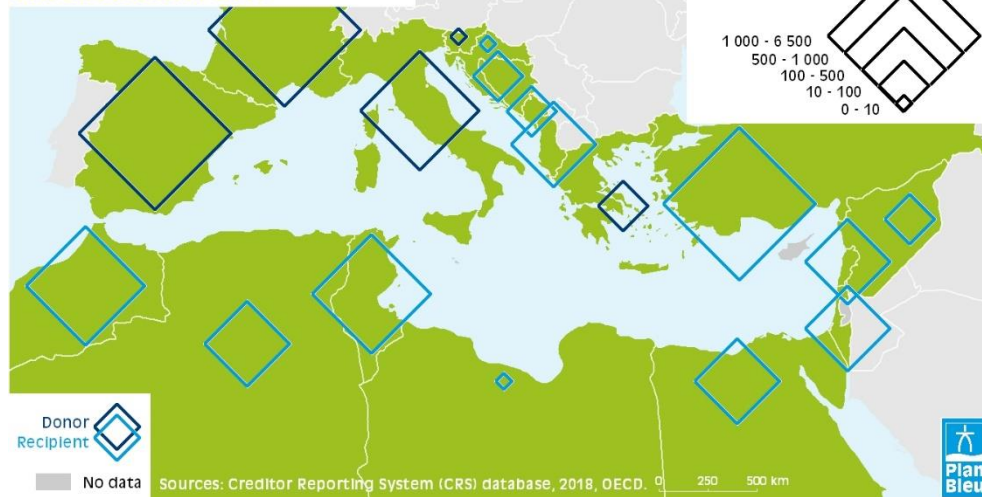 1 000 - 6 500
500 - 1 000
100 - 500
10 - 100
0 - 10
Donor
Recipient
No data
Sources: Creditor Reporting System (CRS) database, 2018, OECD.
0 250 500 km
Plan
Bleu